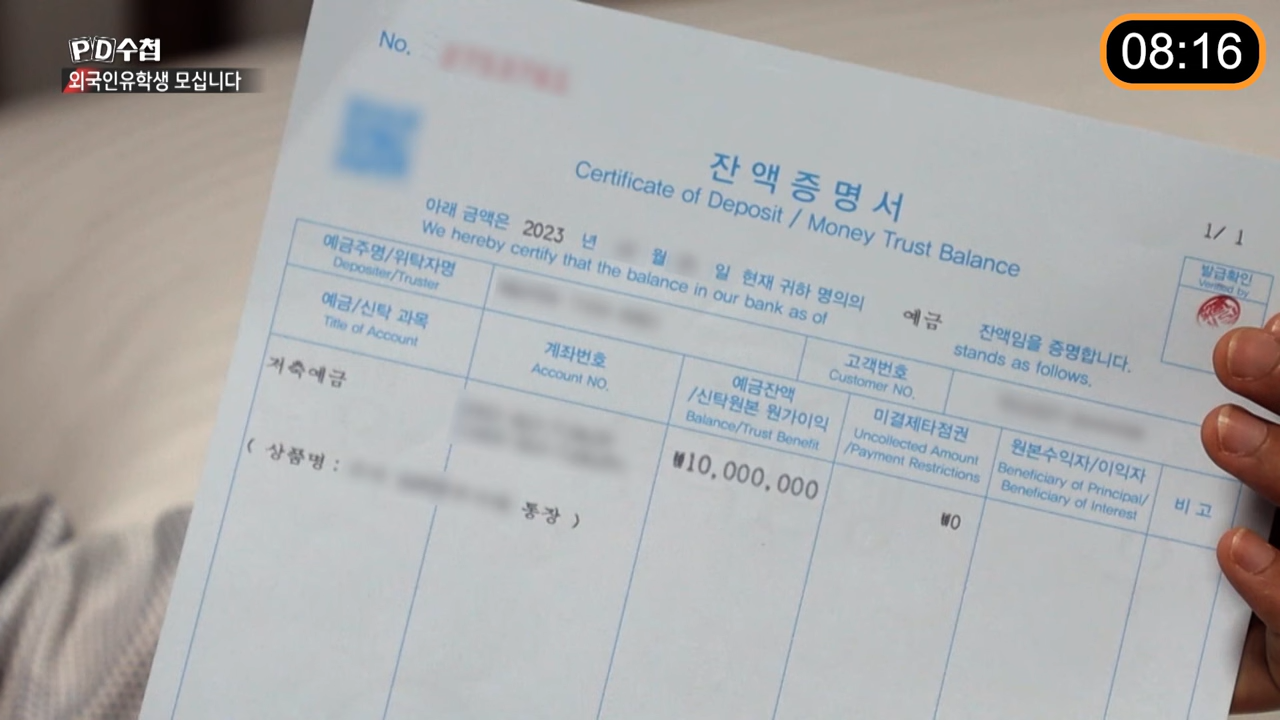 PD수첩
외국인유학생 모십니다
08:16
No.
잔액증명서
Certificate of Deposit / Money Trust Balance
1/ 1
아래 금액은 2023 년 월 일 현재 귀하 명의의 예금 잔액임을 증명합니다.
We hereby certify that the balance in our bank as of stands as follows.
발급확인
Verified by
예금주명/위탁자명
Depositer/Truster
고객번호
Customer NO.
예금/신탁 과목
Title of Account
계좌번호
Account NO.
예금잔액
/신탁원본 원가이익
Balance/Trust Benefit
미결제타점권
Uncollected Amount
/Payment Restrictions
원본수익자/이익자
Beneficiary of Principal/
Beneficiary of Interest
비 고
저축예금
₩10,000,000
₩0
( 상품명 : 통장 )